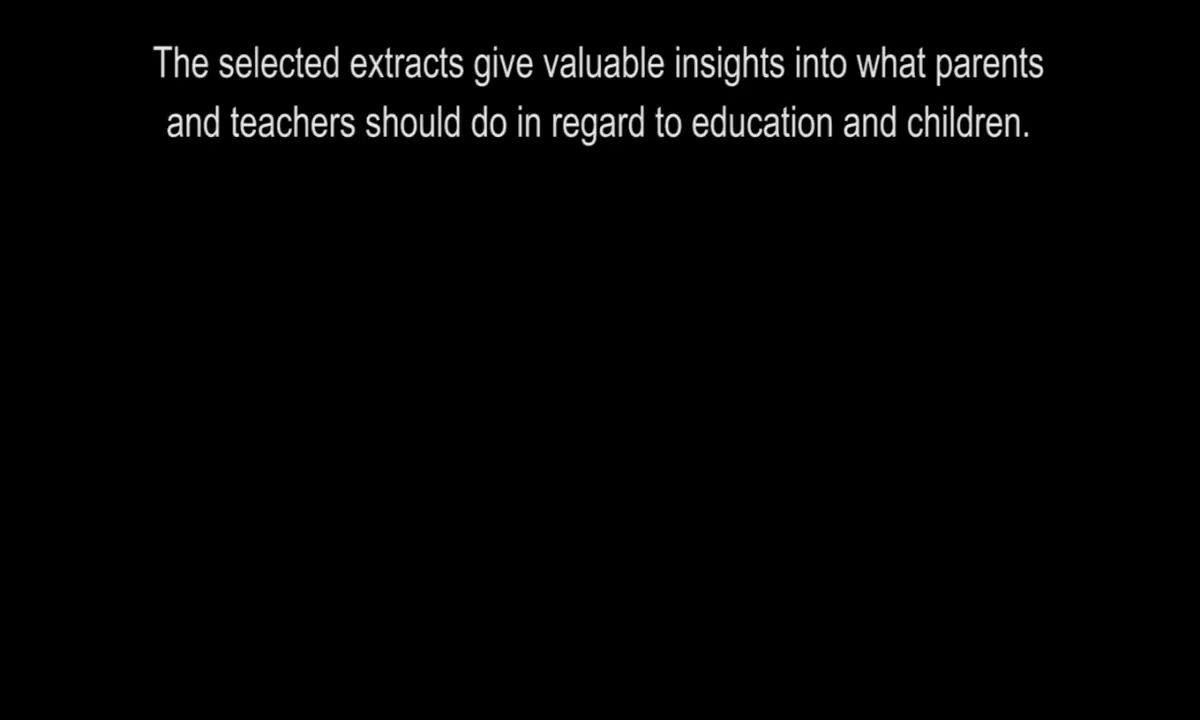 The selected extracts give valuable insights into what parents
and teachers should do in regard to education and children.